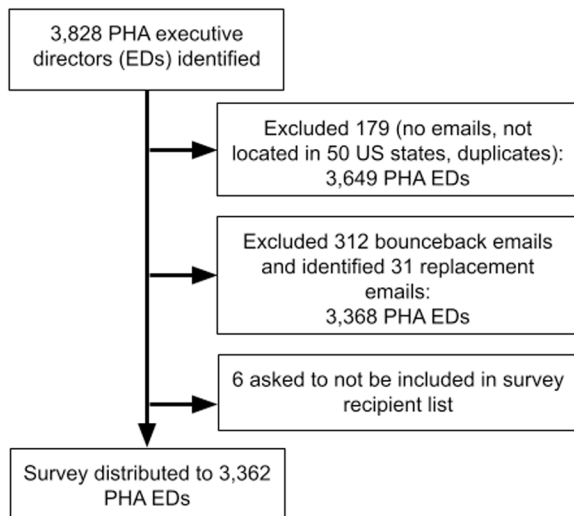 3,828 PHA executive
directors (EDs) identified
Excluded 179 (no emails, not
located in 50 US states, duplicates):
3,649 PHA EDs
Excluded 312 bounceback emails
and identified 31 replacement
emails:
3,368 PHA EDs
6 asked to not be included in survey
recipient list
Survey distributed to 3,362
PHA EDs